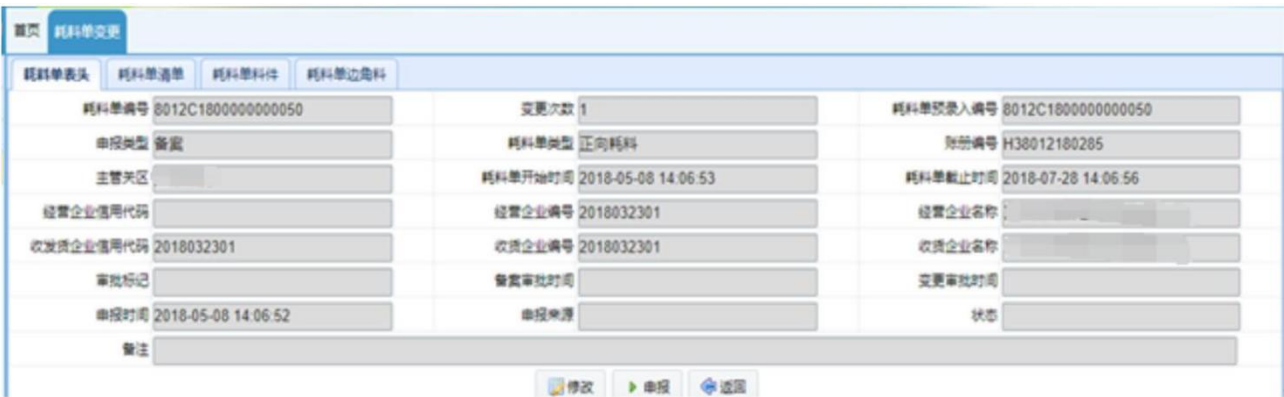 首页 耗料单变更
耗料单表头 耗料单清单 耗料单料件 耗料单边角料
耗料单编号 8012C1800000000050 变更次数 1 耗料单预录入编号 8012C1800000000050
申报类型 备案 耗料单类型 正向耗料 账册编号 H38012180285
主管关区 耗料单开始时间 2018-05-08 14:06:53 耗料单截止时间 2018-07-28 14:06:56
经营企业信用代码 经营企业编号 2018032301 经营企业名称
收发货企业信用代码 2018032301 收货企业编号 2018032301 收货企业名称
审批标记 备案审批时间 变更审批时间
申报时间 2018-05-08 14:06:52 申报来源 状态
备注
修改 申报 返回